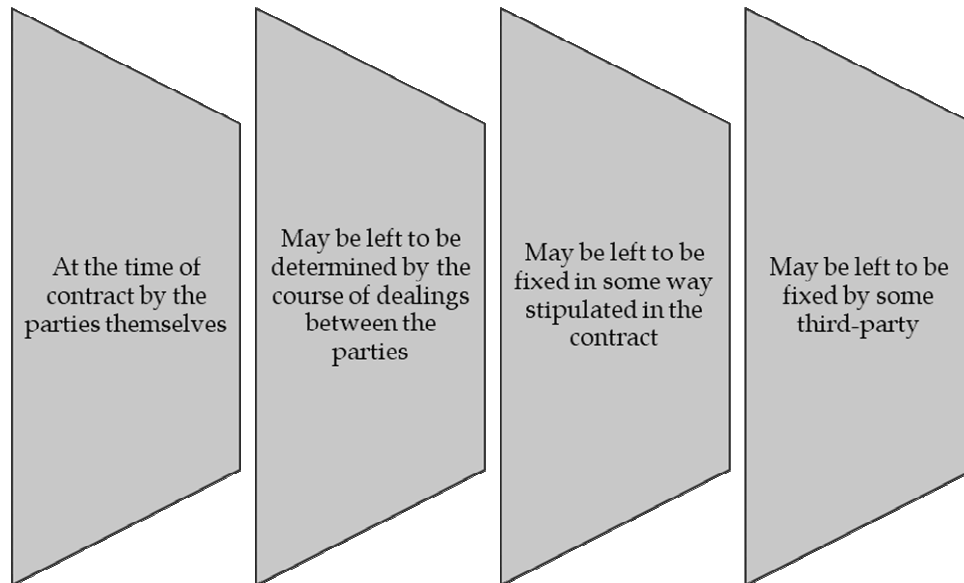 At the time of
contract by the
parties themselves
May be left to be
determined by the
course of dealings
between the
parties
May be left to be
fixed in some way
stipulated in the
contract
May be left to be
fixed by some
third-party